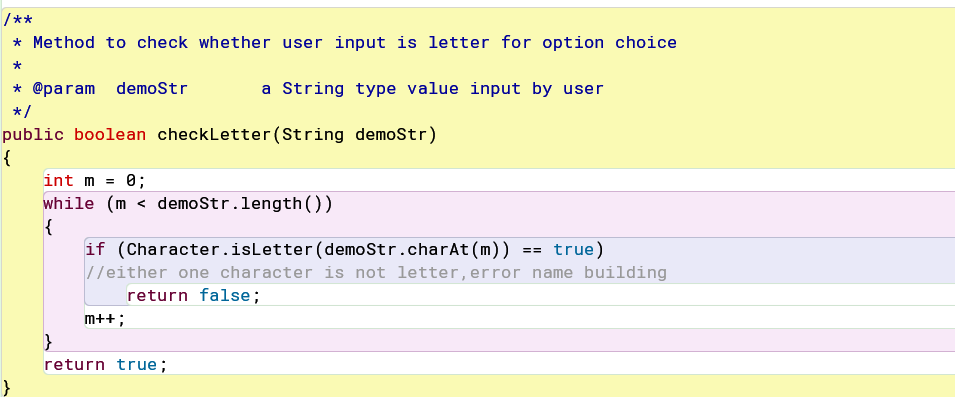 /**
 * Method to check whether user input is letter for option choice
 *
 * @param  demoStr       a String type value input by user
 */
public boolean checkLetter(String demoStr)
{
    int m = 0;
    while (m < demoStr.length())
    {
        if (Character.isLetter(demoStr.charAt(m)) == true)
        //either one character is not letter,error name building
            return false;
        m++;
    }
    return true;
}